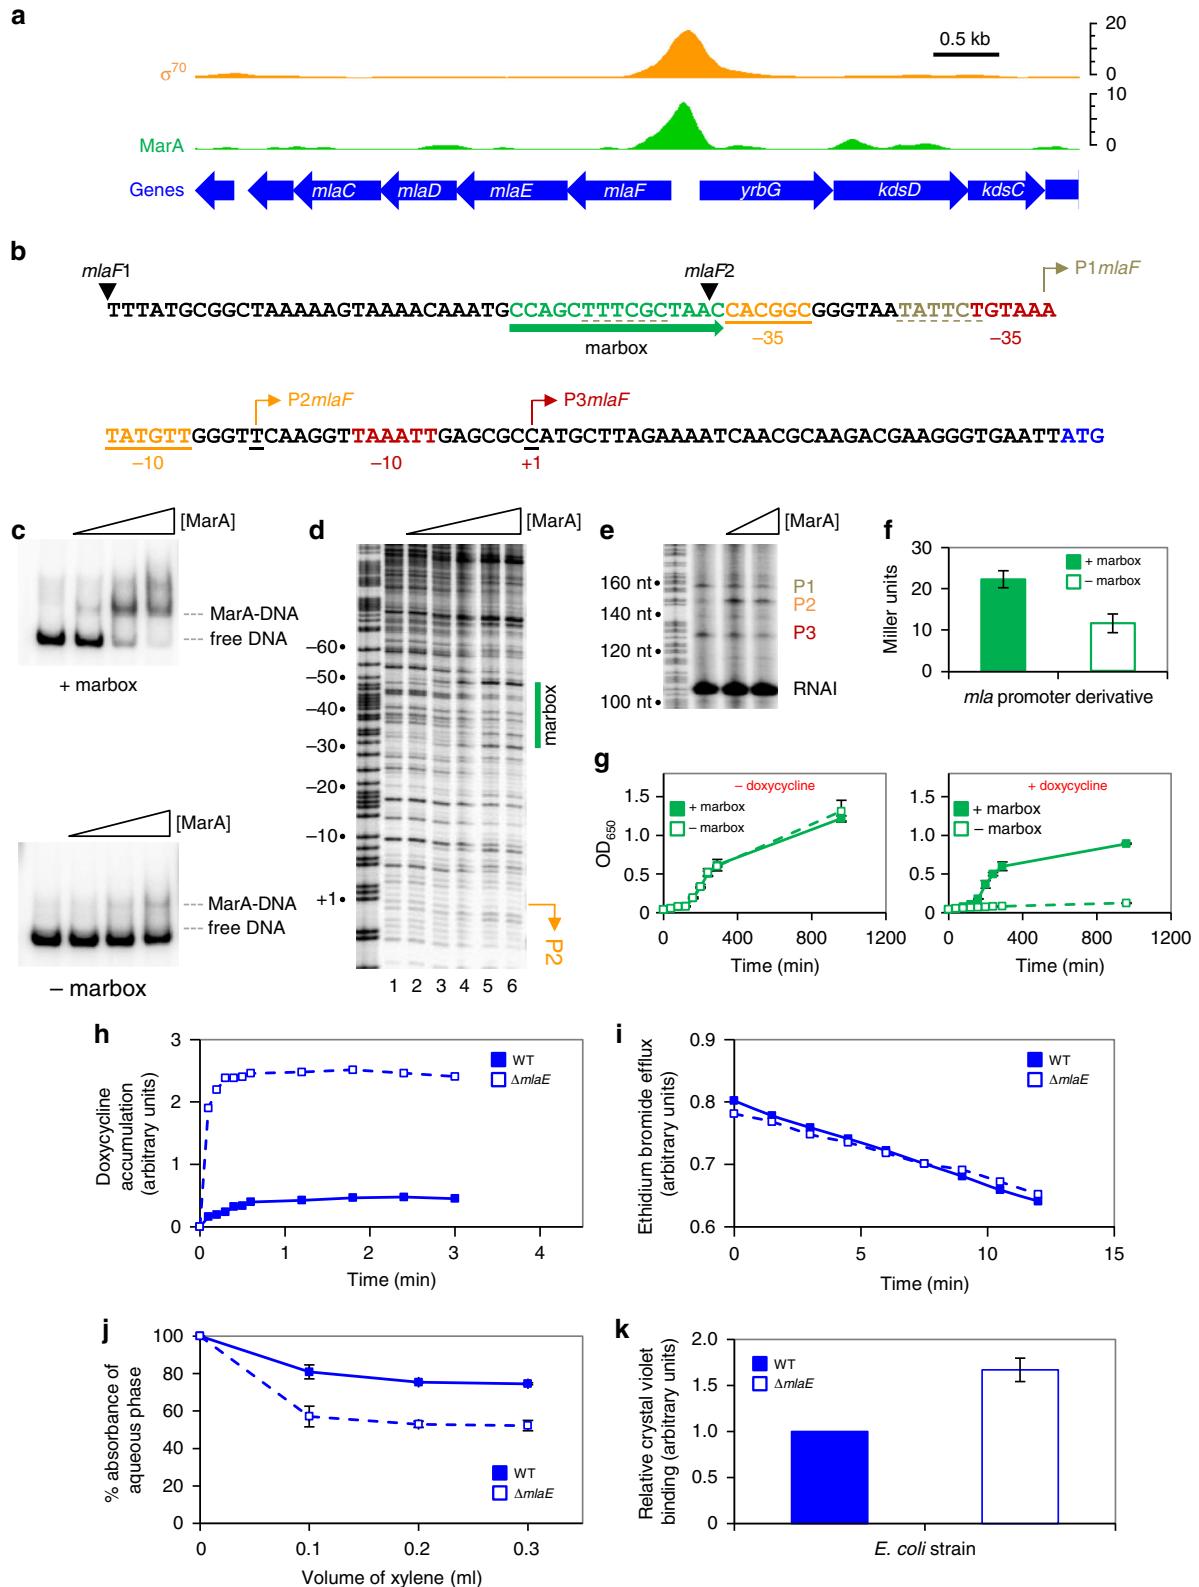 a
σ70
20
0
0.5 kb
MarA
10
0
Genes
mlaC
mlaD
mlaE
mlaF
yrbG
kdsD
kdsC
b
mlaF1
mlaF2
P1mlaF
TTTATGCGGCTAAAAAGTAAAACAAATGCCAGCTTTCGCTAACCACGGCGGGTAATATTCTGTAAA
marbox
–35
–35
P2mlaF
P3mlaF
TATGTTGGGTTCAAGGTTAAATTGAGCGCCATGCTTAGAAAATCAACGCAAGACGAAGGGTGAATTATG
–10
–10
+1
c
[MarA]
MarA-DNA
free DNA
+ marbox
[MarA]
MarA-DNA
free DNA
– marbox
d
[MarA]
–60
–50
–40
–30
–20
–10
+1
marbox
P2
1 2 3 4 5 6
e
[MarA]
160 nt
140 nt
120 nt
100 nt
P1
P2
P3
RNAI
f
Miller units
30
20
10
0
+ marbox
– marbox
mla promoter derivative
g
OD650
1.5
1.0
0.5
0
– doxycycline
+ marbox
– marbox
0 400 800 1200
Time (min)
1.5
1.0
0.5
0
+ doxycycline
+ marbox
– marbox
0 400 800 1200
Time (min)
h
Doxycycline
accumulation
(arbitrary units)
3
2
1
0
WT
ΔmlaE
0 1 2 3 4
Time (min)
i
Ethidium bromide efflux
(arbitrary units)
0.9
0.8
0.7
0.6
WT
ΔmlaE
0 5 10 15
Time (min)
j
% absorbance of
aqueous phase
100
80
60
40
20
0
WT
ΔmlaE
0 0.1 0.2 0.3
Volume of xylene (ml)
k
Relative crystal violet
binding (arbitrary units)
2.0
1.5
1.0
0.5
0
WT
ΔmlaE
E. coli strain